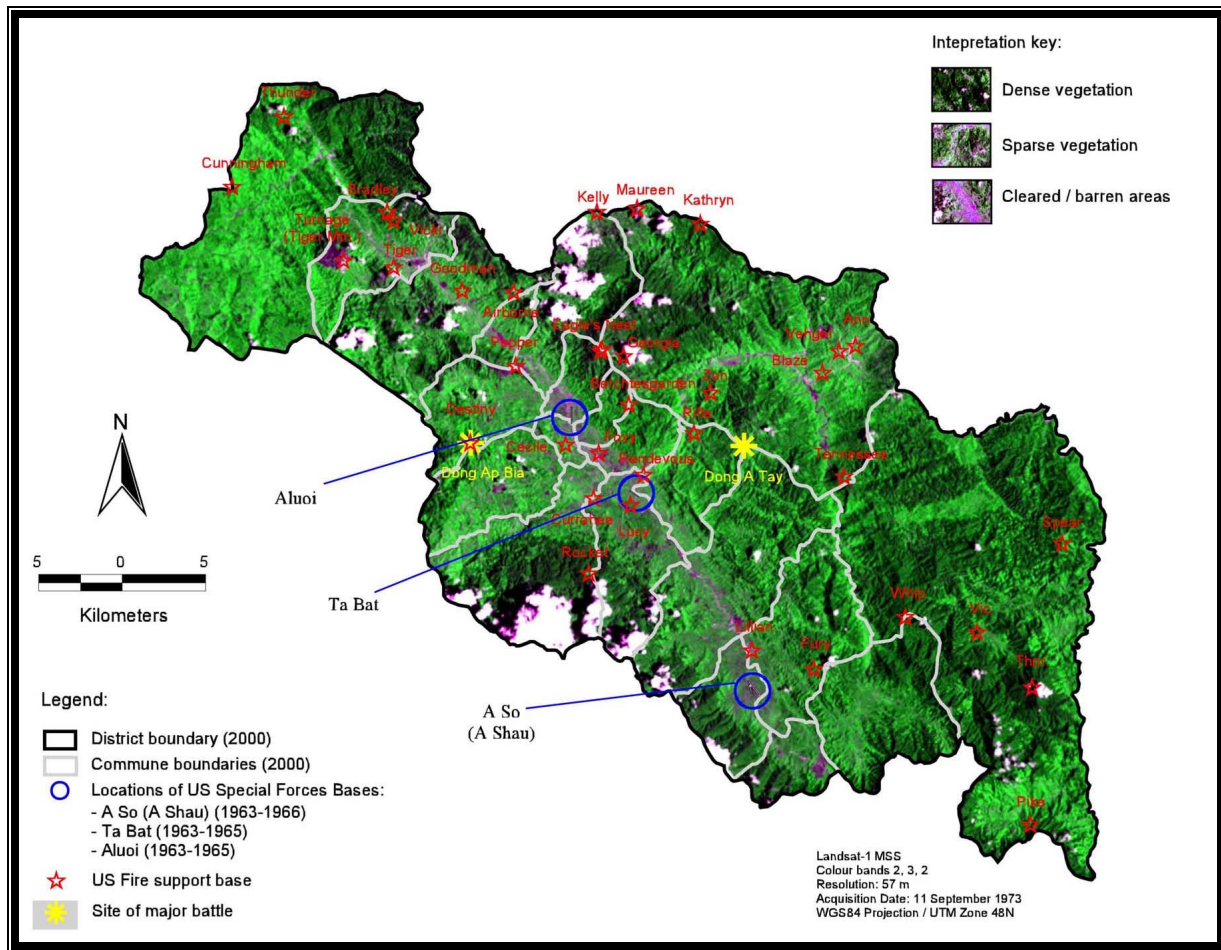 Intepretation key:
Dense vegetation
Sparse vegetation
Cleared / barren areas
Thunder
Cunningham
Bradley
Vicki
Turnage
(Tiger Mtn.)
Tiger
Goodman
Airborne
Kelly
Maureen
Kathryn
Eagle's Nest
Georgia
Pepper
Berchtesgaden
Zon
Vengel
Ann
Blaze
Destiny
Dong Ap Bia
Cecile
Foxy
Rendevous
Rifle
Dong A Tay
Tennessee
Currahee
Lucy
Rocket
Spear
Whip
Vic
Lillian
Fury
Thor
Pike
N
Aluoi
Ta Bat
A So
(A Shau)
5 0 5
Kilometers
Legend:
District boundary (2000)
Commune boundaries (2000)
Locations of US Special Forces Bases:
- A So (A Shau) (1963-1966)
- Ta Bat (1963-1965)
- Aluoi (1963-1965)
US Fire support base
Site of major battle
Landsat-1 MSS
Colour bands 2, 3, 2
Resolution: 57 m
Acquisition Date: 11 September 1973
WGS84 Projection / UTM Zone 48N